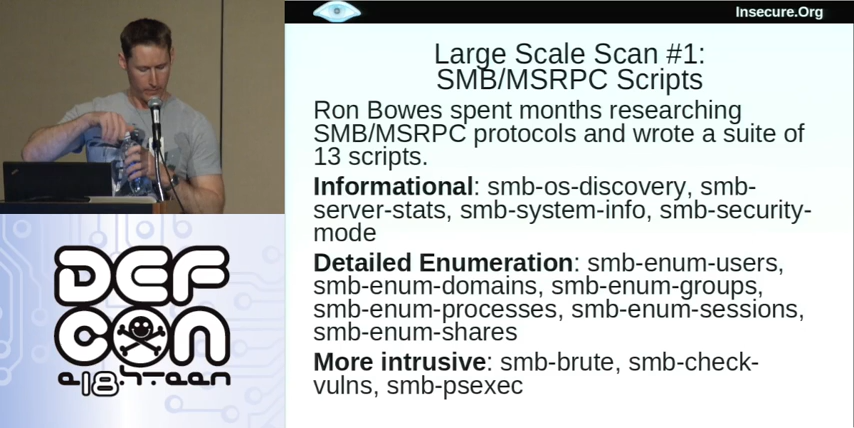 Insecure.Org
Large Scale Scan #1:
SMB/MSRPC Scripts
Ron Bowes spent months researching
SMB/MSRPC protocols and wrote a suite of
13 scripts.
Informational: smb-os-discovery, smb-
server-stats, smb-system-info, smb-security-
mode
Detailed Enumeration: smb-enum-users,
smb-enum-domains, smb-enum-groups,
smb-enum-processes, smb-enum-sessions,
smb-enum-shares
More intrusive: smb-brute, smb-check-
vulns, smb-psexec
DEF
CON
e18hteen